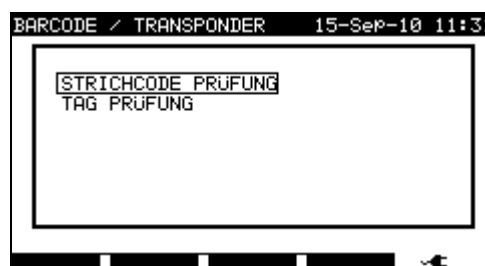 BARCODE / TRANSPONDER 15-Sep-10 11:3
STRICHCODE PRüFUNG
TAG PRüFUNG